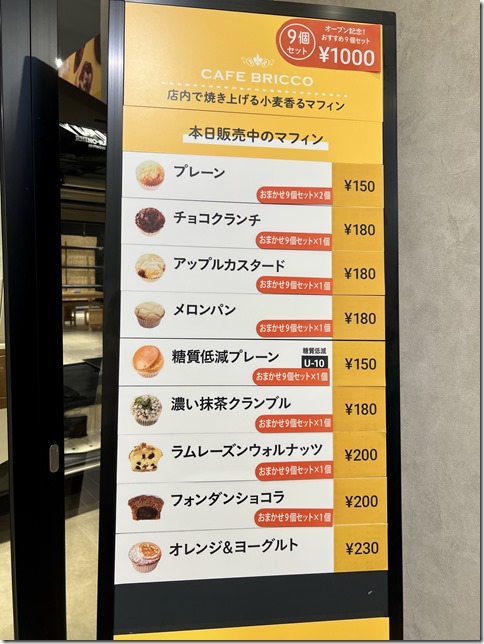 9個
セット
オープン記念!
おすすめ9個セット
¥1000
CAFE BRICCO
店内で焼き上げる小麦香るマフィン
本日販売中のマフィン
プレーン
おまかせ9個セット×2個
¥150
チョコクランチ
おまかせ9個セット×1個
¥180
アップルカスタード
おまかせ9個セット×1個
¥180
メロンパン
おまかせ9個セット×1個
¥180
糖質低減プレーン
糖質低減
U-10
おまかせ9個セット×1個
¥150
濃い抹茶クランブル
おまかせ9個セット×1個
¥180
ラムレーズンウォルナッツ
おまかせ9個セット×1個
¥200
フォンダンショコラ
おまかせ9個セット×1個
¥200
オレンジ&ヨーグルト
¥230